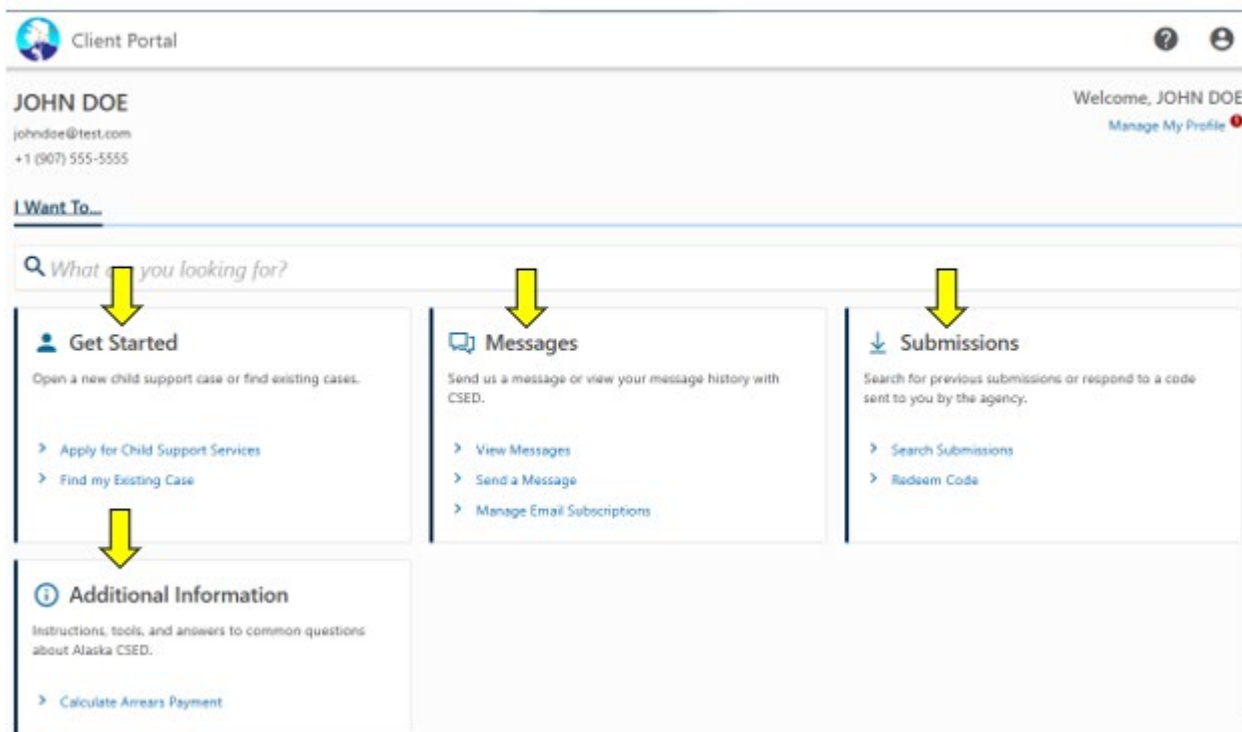 Client Portal
JOHN DOE
johndoe@test.com
+1 (907) 555-5555
Welcome, JOHN DOE
Manage My Profile
I Want To...
What you looking for?
Get Started
Open a new child support case or find existing cases.
Apply for Child Support Services
Find my Existing Case
Messages
Send us a message or view your message history with
CSED.
View Messages
Send a Message
Manage Email Subscriptions
Submissions
Search for previous submissions or respond to a code
sent to you by the agency.
Search Submissions
Redeem Code
Additional Information
Instructions, tools, and answers to common questions
about Alaska CSED.
Calculate Arrears Payment